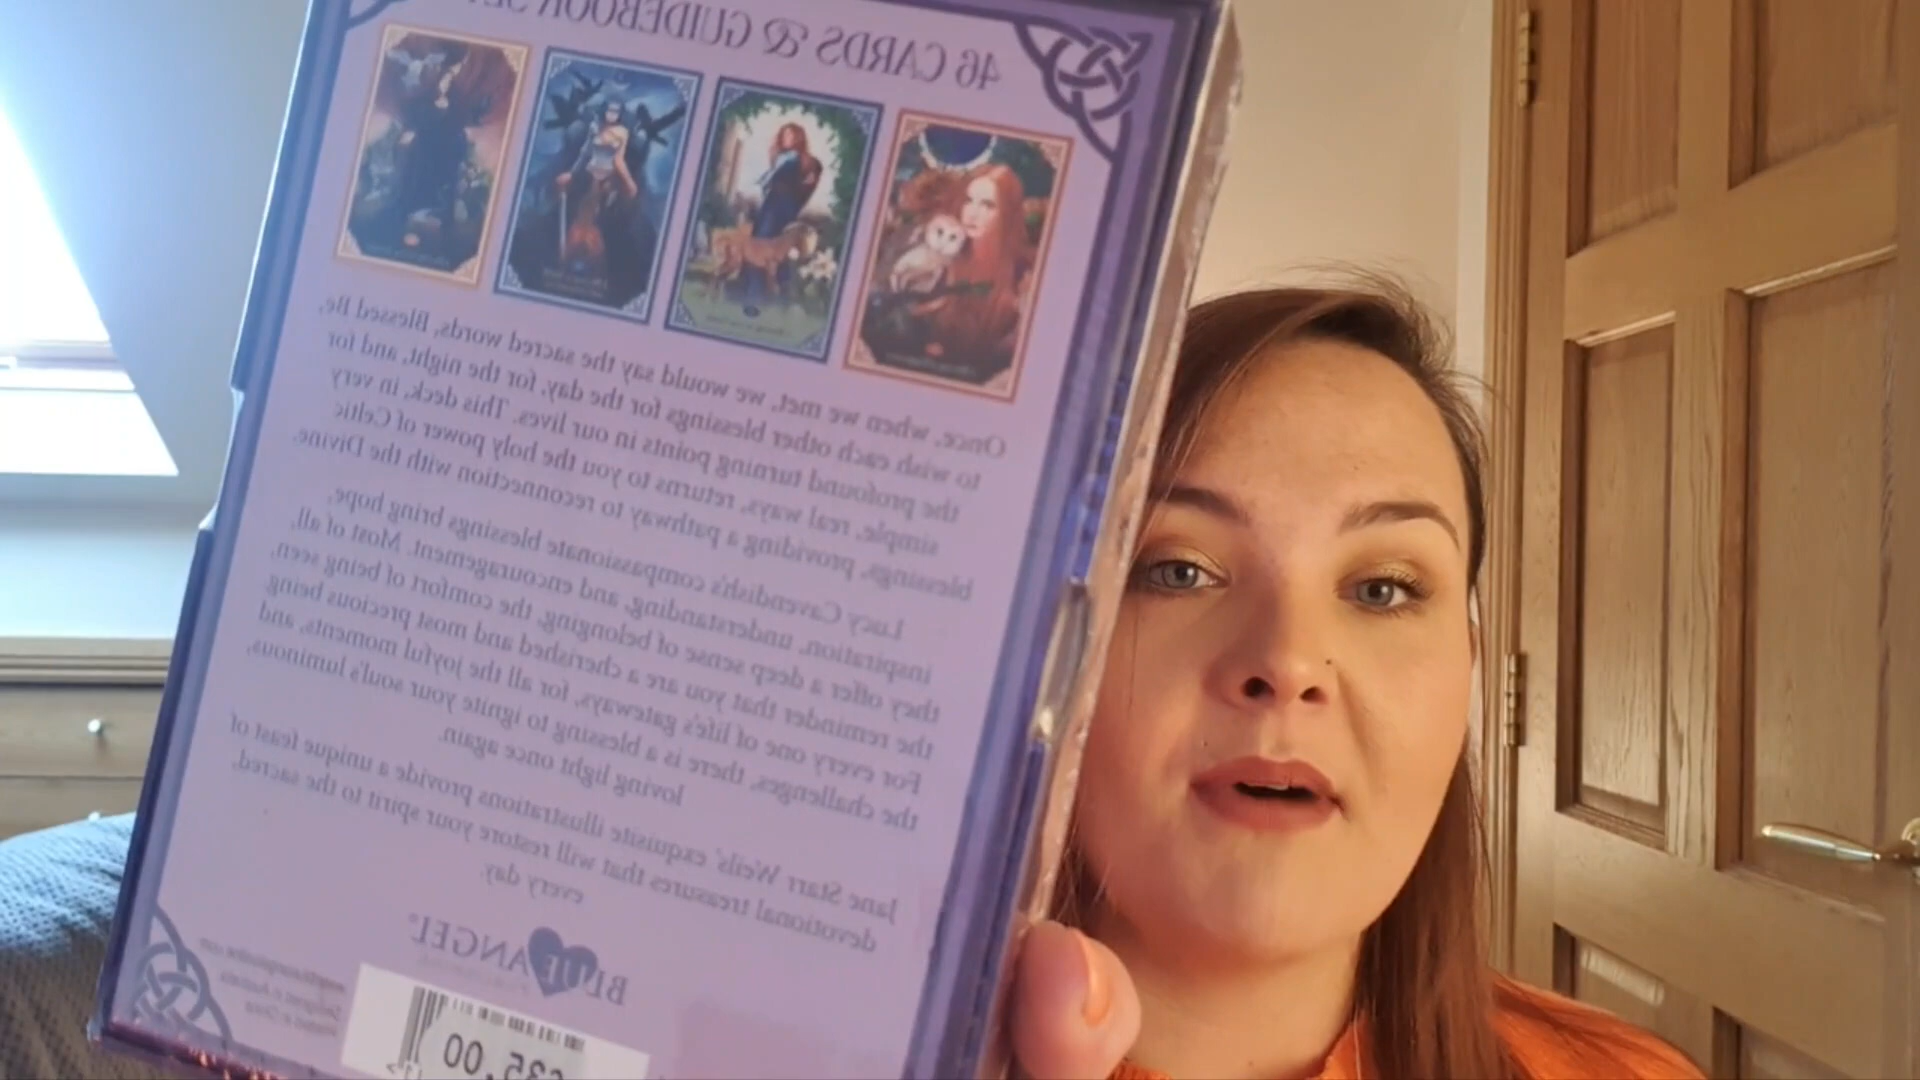 46 CARDS & GUIDEBOOK SET
Once, when we met, we would say the sacred words, Blessed Be,
to wish each other blessings for the day, for the night, and for
the profound turning points in our lives. This deck, in very
simple, real ways, returns to you the holy power of Celtic
blessings, providing a pathway to reconnection with the Divine.
Lucy Cavendish's compassionate blessings bring hope,
inspiration, understanding, and encouragement. Most of all,
they offer a deep sense of belonging, the comfort of being seen,
the reminder that you are a cherished and most precious being
For every one of life's gateways, for all the joyful moments, and
the challenges, there is a blessing to ignite your soul's luminous,
loving light once again.
Jane Starr Weils' exquisite illustrations provide a unique feast of
devotional treasures that will restore your spirit to the sacred,
every day.
BLUE ANGEL®
£35.00